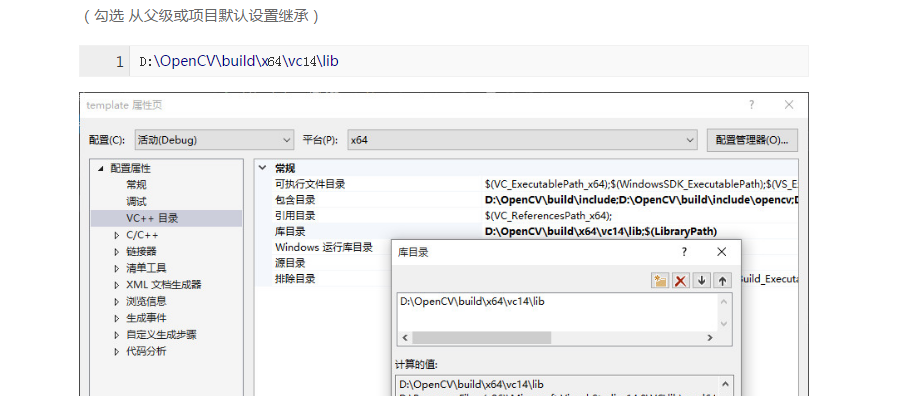 （勾选 从父级或项目默认设置继承）
1 D:\OpenCV\build\x64\vc14\lib
template 属性页 ?
配置(C): 活动(Debug) 平台(P): x64 配置管理器(O)...
配置属性
常规
调试
VC++ 目录
C/C++
链接器
清单工具
XML 文档生成器
浏览信息
生成事件
自定义生成步骤
代码分析
常规
可执行文件目录 $(VC_ExecutablePath_x64);$(WindowsSDK_ExecutablePath);$(VS_E
包含目录 D:\OpenCV\build\include;D:\OpenCV\build\include\opencv;D
引用目录 $(VC_ReferencesPath_x64);
库目录 D:\OpenCV\build\x64\vc14\lib;$(LibraryPath)
Windows 运行库目录
源目录
排除目录 Build_Executa
库目录 ?
D:\OpenCV\build\x64\vc14\lib
计算的值:
D:\OpenCV\build\x64\vc14\lib